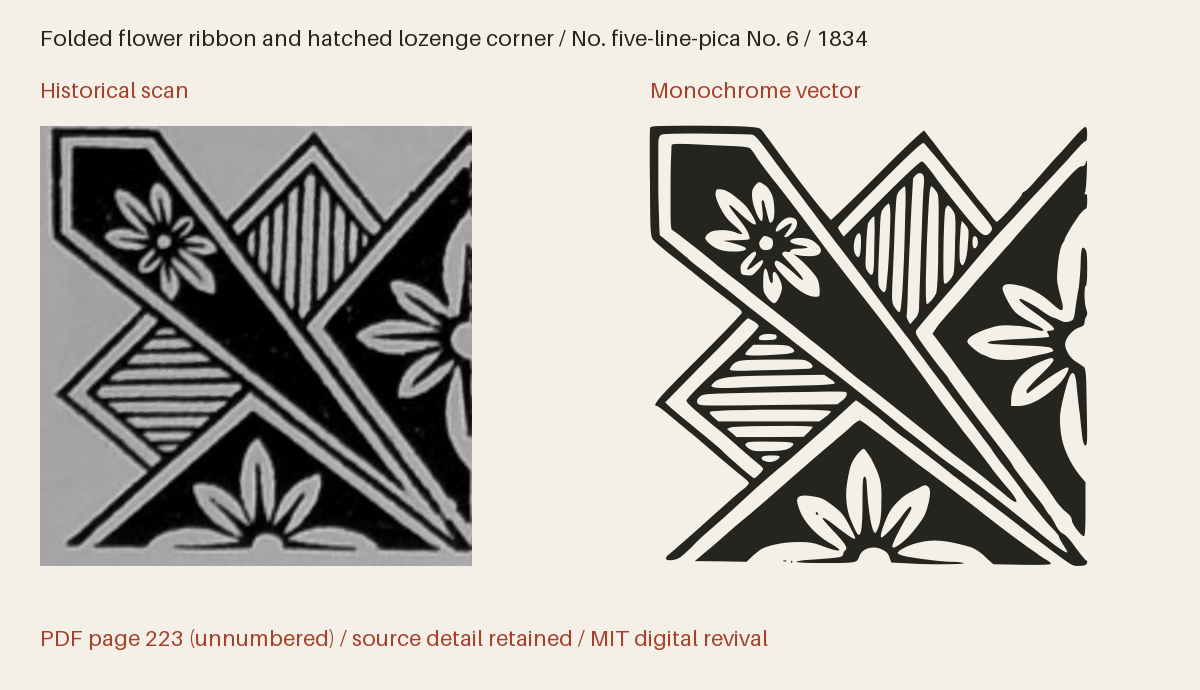 Folded flower ribbon and hatched lozenge corner / No. five-line-pica No. 6 / 1834
Historical scan
Monochrome vector
PDF page 223 (unnumbered) / source detail retained / MIT digital revival